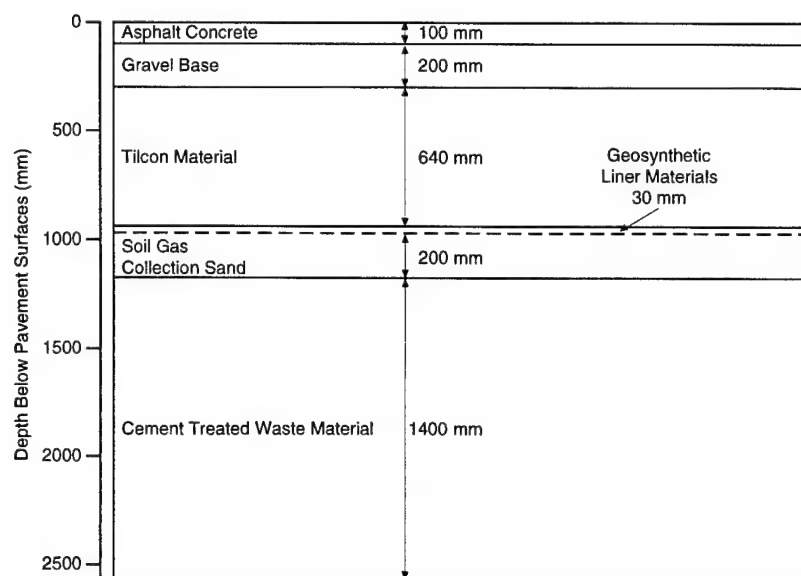 0
Asphalt Concrete
100 mm
Gravel Base
200 mm
500
Tilcon Material
640 mm
Geosynthetic
Liner Materials
30 mm
1000
Soil Gas
Collection Sand
200 mm
1500
Cement Treated Waste Material
1400 mm
2000
2500
Depth Below Pavement Surfaces (mm)